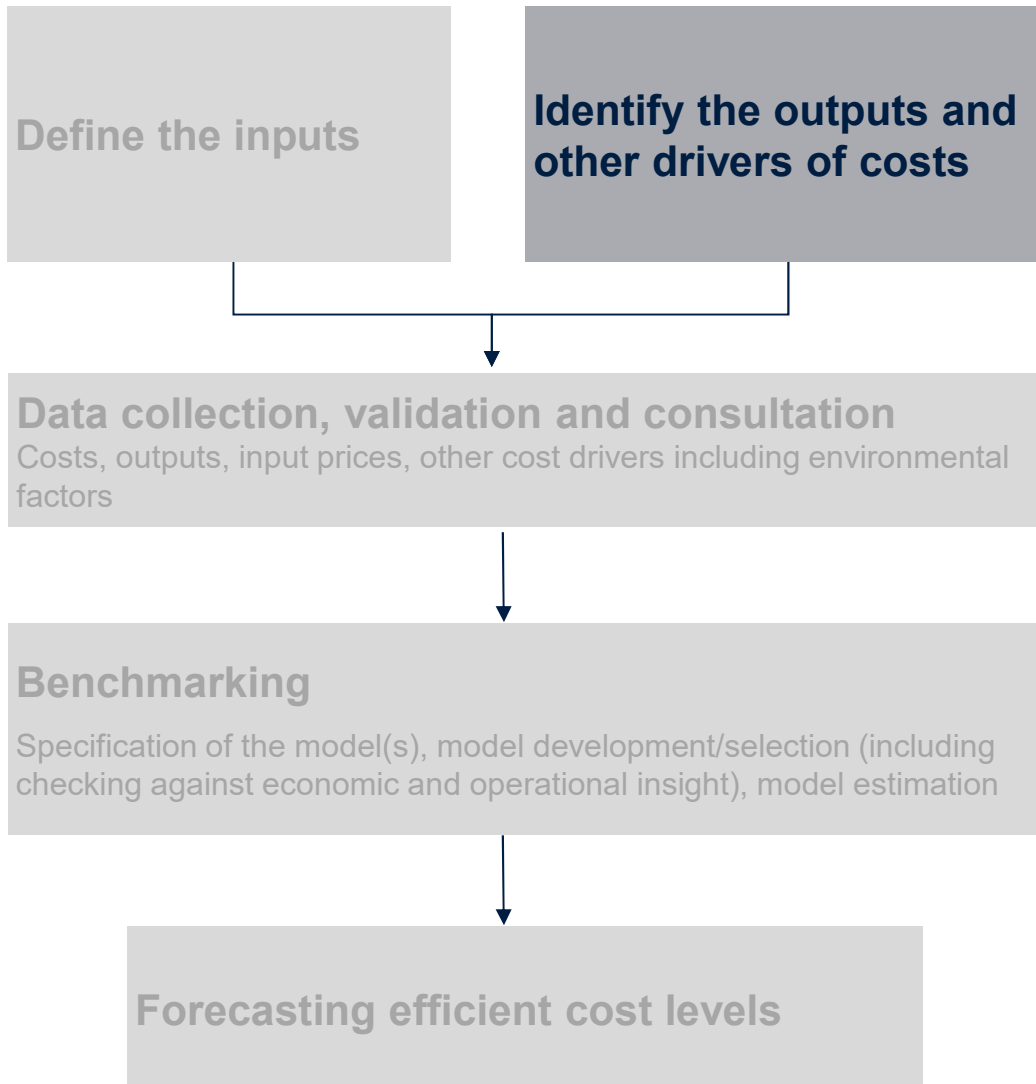 Define the inputs
Identify the outputs and
other drivers of costs
Data collection, validation and consultation
Costs, outputs, input prices, other cost drivers including environmental
factors
Benchmarking
Specification of the model(s), model development/selection (including
checking against economic and operational insight), model estimation
Forecasting efficient cost levels